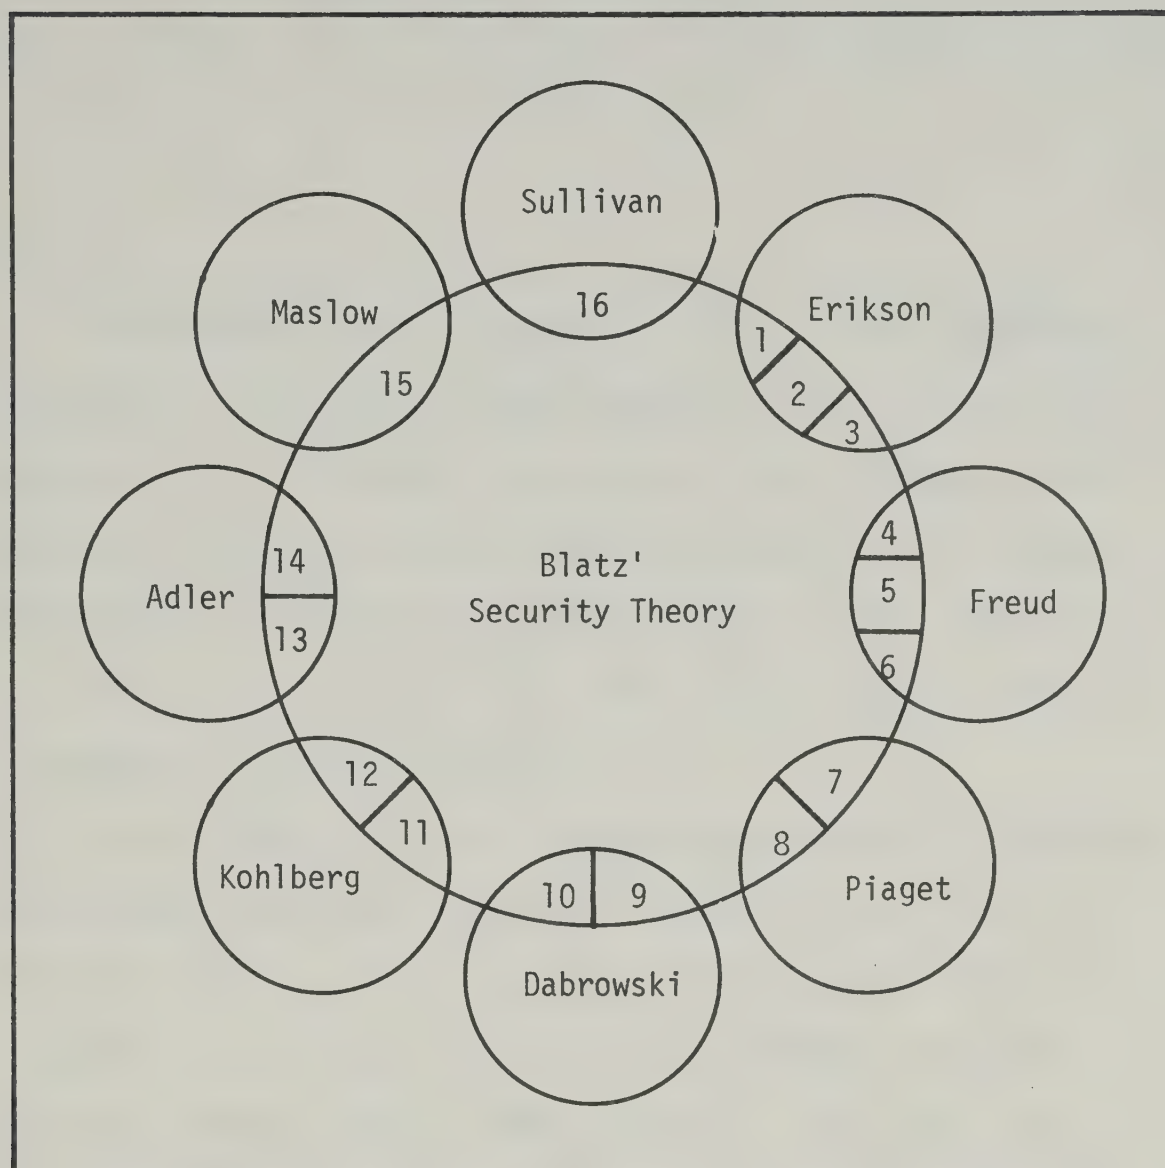 Sullivan
Maslow
Erikson
16
1
2
3
15
4
5
6
Freud
14
13
Adler
Blatz'
Security Theory
12
11
Kohlberg
7
8
Piaget
10
9
Dabrowski